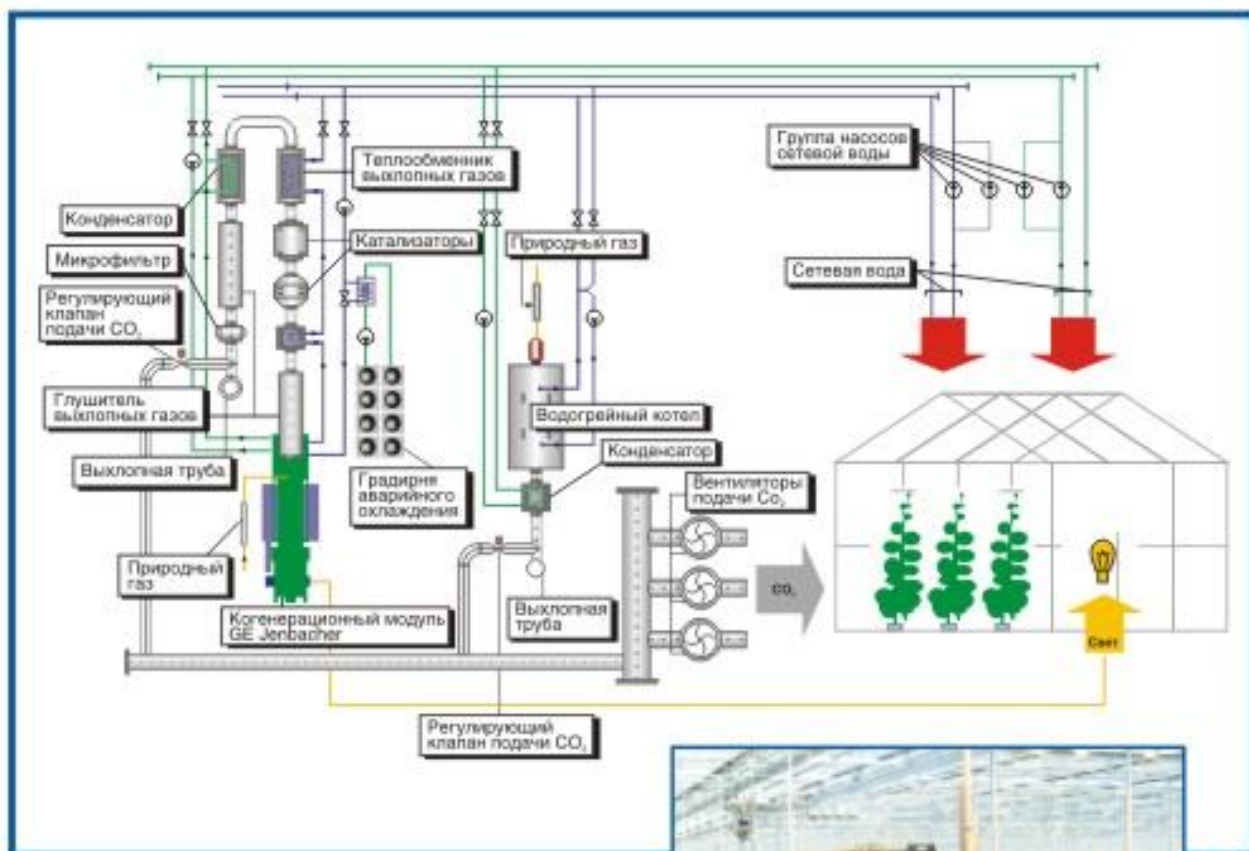 Группа насосов
сетевой воды
Теплообменник
выхлопных газов
Конденсатор
Катализаторы
Природный газ
Микрофильтр
Сетевая вода
Регулирующий
клапан
подачи CO₂
Глушитель
выхлопных газов
Водогрейный котел
Конденсатор
Выхлопная труба
Градирня
аварийного
охлаждения
Вентиляторы
подачи Co₂
Природный
газ
CO₂
Когенерационный модуль
GE Jenbacher
Выхлопная
труба
Свет
Регулирующий
клапан подачи CO₂